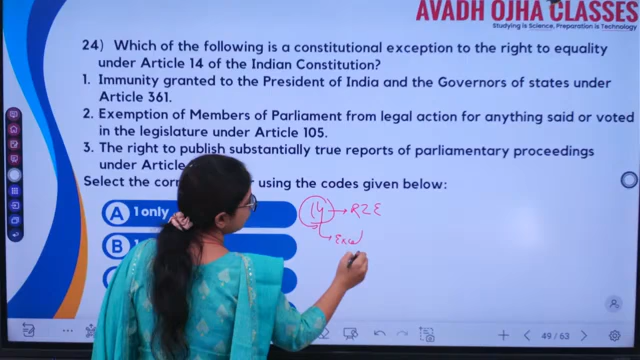 AVADH OJHA CLASSES
Studying is Science, Preparation is Technology
24) Which of the following is a constitutional exception to the right to equality
under Article 14 of the Indian Constitution?
1. Immunity granted to the President of India and the Governors of states under
Article 361.
2. Exemption of Members of Parliament from legal action for anything said or voted
in the legislature under Article 105.
3. The right to publish substantially true reports of parliamentary proceedings
under Article
Select the using the codes given below:
A 1 only
B
14 →
49 / 63